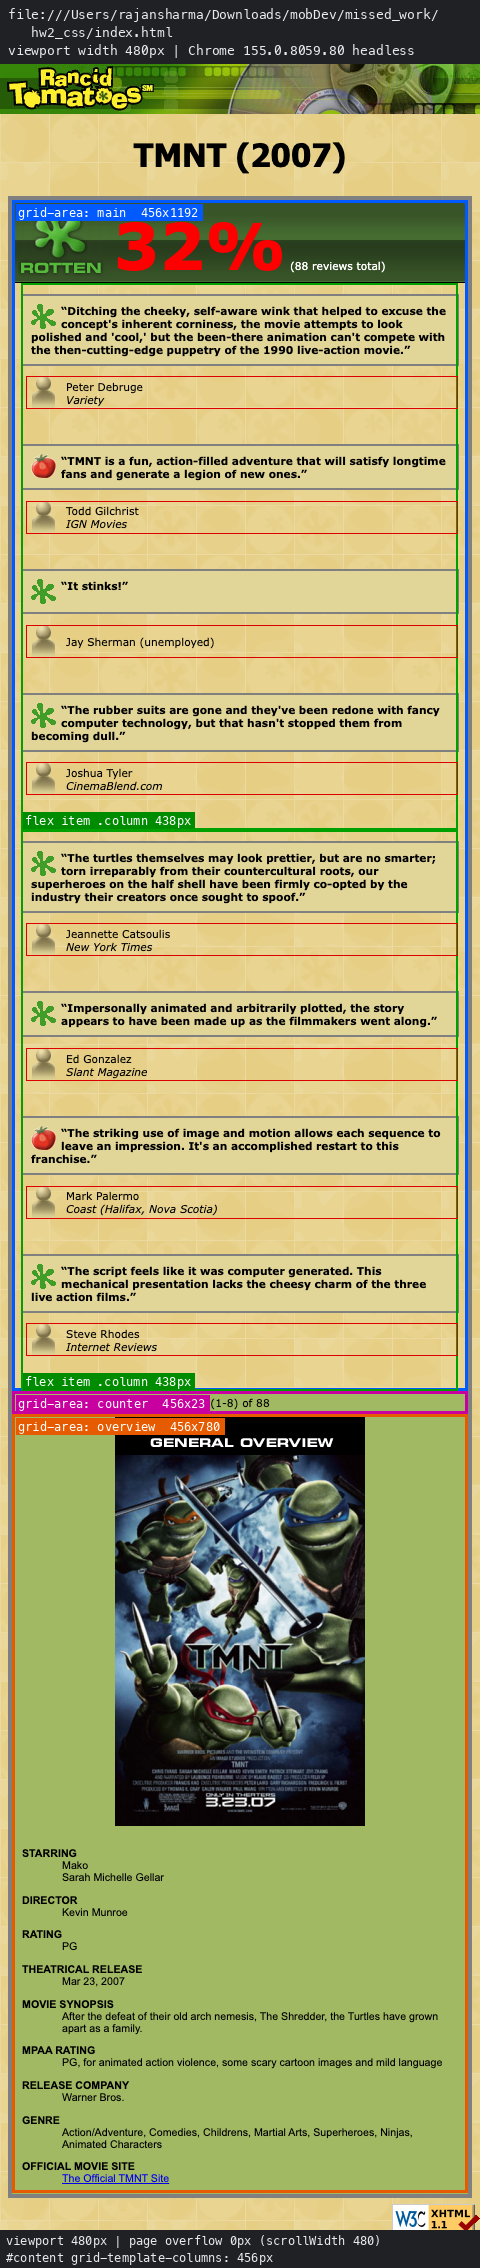 file:///Users/rajansharma/Downloads/mobDev/missed_work/
hw2_css/index.html
viewport width 480px | Chrome 155.0.8059.80 headless
Rancid
Tomatoes SM
TMNT (2007)
grid-area: main 456x1192
32%
ROTTEN
(88 reviews total)
“Ditching the cheeky, self-aware wink that helped to excuse the
concept's inherent corniness, the movie attempts to look
polished and 'cool,' but the been-there animation can't compete with
the then-cutting-edge puppetry of the 1990 live-action movie.”
Peter Debruge
Variety
“TMNT is a fun, action-filled adventure that will satisfy longtime
fans and generate a legion of new ones.”
Todd Gilchrist
IGN Movies
“It stinks!”
Jay Sherman (unemployed)
“The rubber suits are gone and they've been redone with fancy
computer technology, but that hasn't stopped them from
becoming dull.”
Joshua Tyler
CinemaBlend.com
flex item .column 438px
“The turtles themselves may look prettier, but are no smarter;
torn irreparably from their countercultural roots, our
superheroes on the half shell have been firmly co-opted by the
industry their creators once sought to spoof.”
Jeannette Catsoulis
New York Times
“Impersonally animated and arbitrarily plotted, the story
appears to have been made up as the filmmakers went along.”
Ed Gonzalez
Slant Magazine
“The striking use of image and motion allows each sequence to
leave an impression. It's an accomplished restart to this
franchise.”
Mark Palermo
Coast (Halifax, Nova Scotia)
“The script feels like it was computer generated. This
mechanical presentation lacks the cheesy charm of the three
live action films.”
Steve Rhodes
Internet Reviews
flex item .column 438px
grid-area: counter 456x23 (1-8) of 88
grid-area: overview 456x780
GENERAL OVERVIEW
TMNT
TMNT
ONLY IN THEATERS
3.23.07
STARRING
Mako
Sarah Michelle Gellar
DIRECTOR
Kevin Munroe
RATING
PG
THEATRICAL RELEASE
Mar 23, 2007
MOVIE SYNOPSIS
After the defeat of their old arch nemesis, The Shredder, the Turtles have grown
apart as a family.
MPAA RATING
PG, for animated action violence, some scary cartoon images and mild language
RELEASE COMPANY
Warner Bros.
GENRE
Action/Adventure, Comedies, Childrens, Martial Arts, Superheroes, Ninjas,
Animated Characters
OFFICIAL MOVIE SITE
The Official TMNT Site
W3C XHTML
1.1
viewport 480px | page overflow 0px (scrollWidth 480)
#content grid-template-columns: 456px